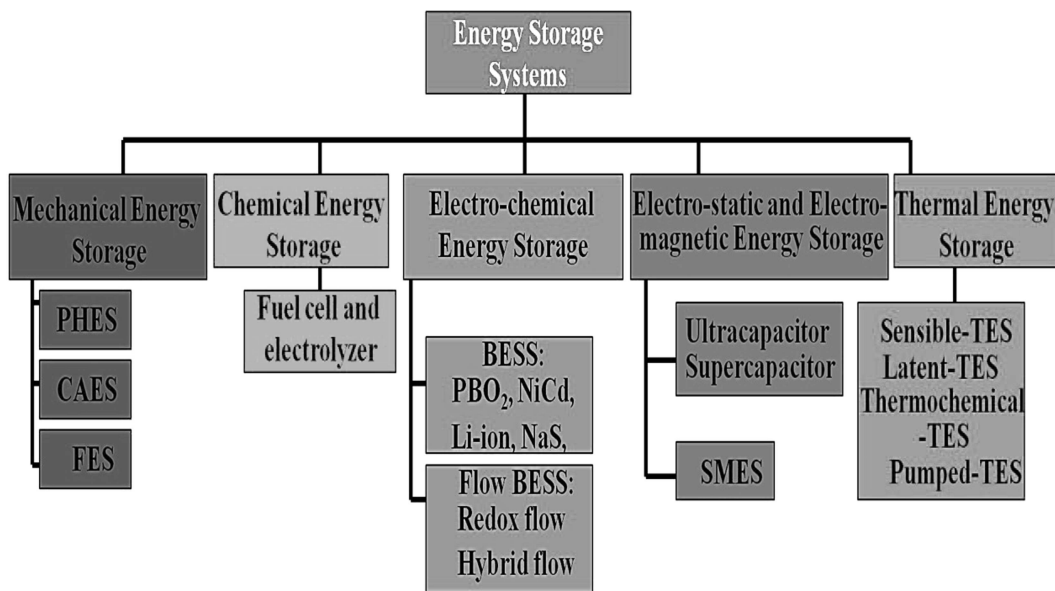 Energy Storage
Systems
Mechanical Energy
Storage
PHES
CAES
FES
Chemical Energy
Storage
Fuel cell and
electrolyzer
Electro-chemical
Energy Storage
BESS:
PBO₂, NiCd,
Li-ion, NaS,
Flow BESS:
Redox flow
Hybrid flow
Electro-static and Electro-
magnetic Energy Storage
Ultracapacitor
Supercapacitor
SMES
Thermal Energy
Storage
Sensible-TES
Latent-TES
Thermochemical
-TES
Pumped-TES